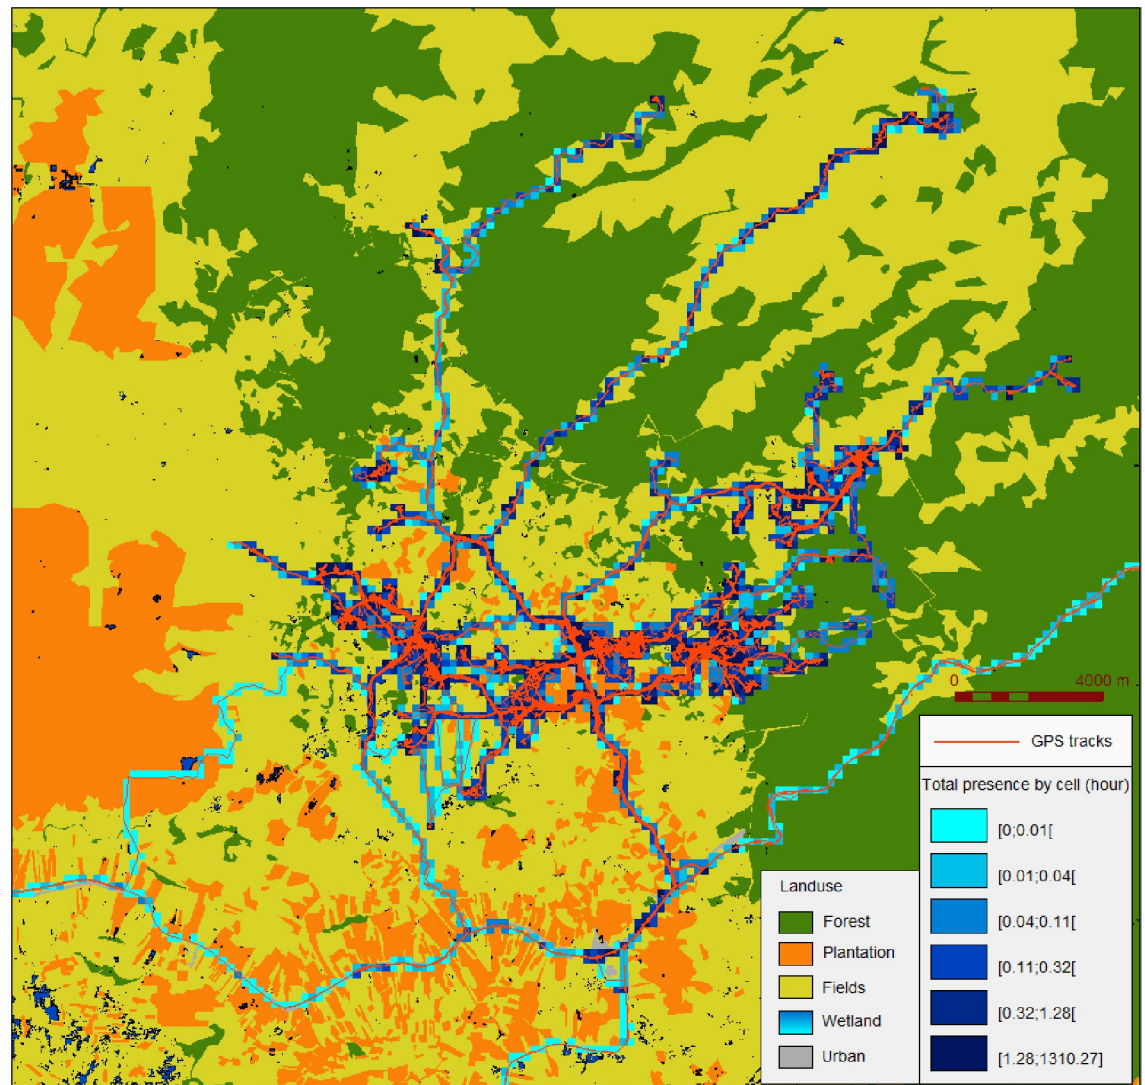 0 4000 m
GPS tracks
Total presence by cell (hour)
[0;0.01[
[0.01;0.04[
[0.04;0.11[
[0.11;0.32[
[0.32;1.28[
[1.28;1310.27]
Landuse
Forest
Plantation
Fields
Wetland
Urban